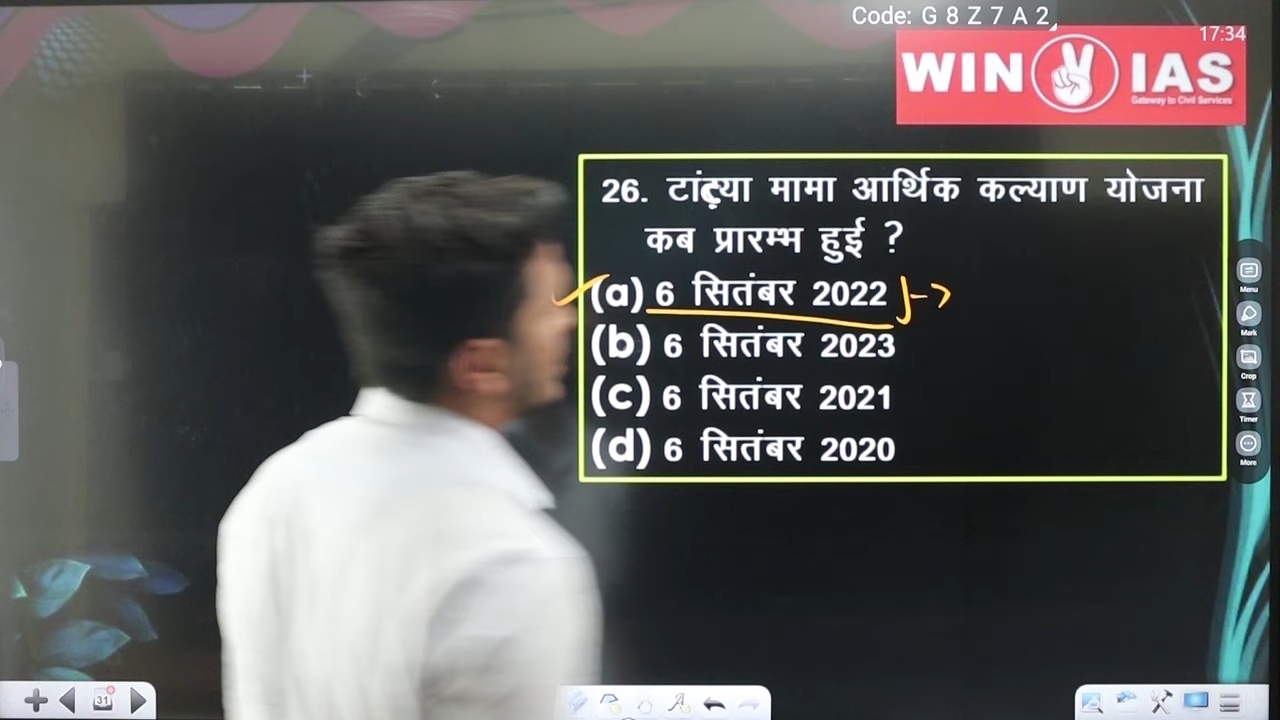 Code: G 8 Z 7 A 2
17:34
WIN IAS
Gateway to Civil Services
26. टांट्या मामा आर्थिक कल्याण योजना
कब प्रारम्भ हुई ?
(a) 6 सितंबर 2022
(b) 6 सितंबर 2023
(c) 6 सितंबर 2021
(d) 6 सितंबर 2020
Menu
Mark
Crop
Timer
More
31